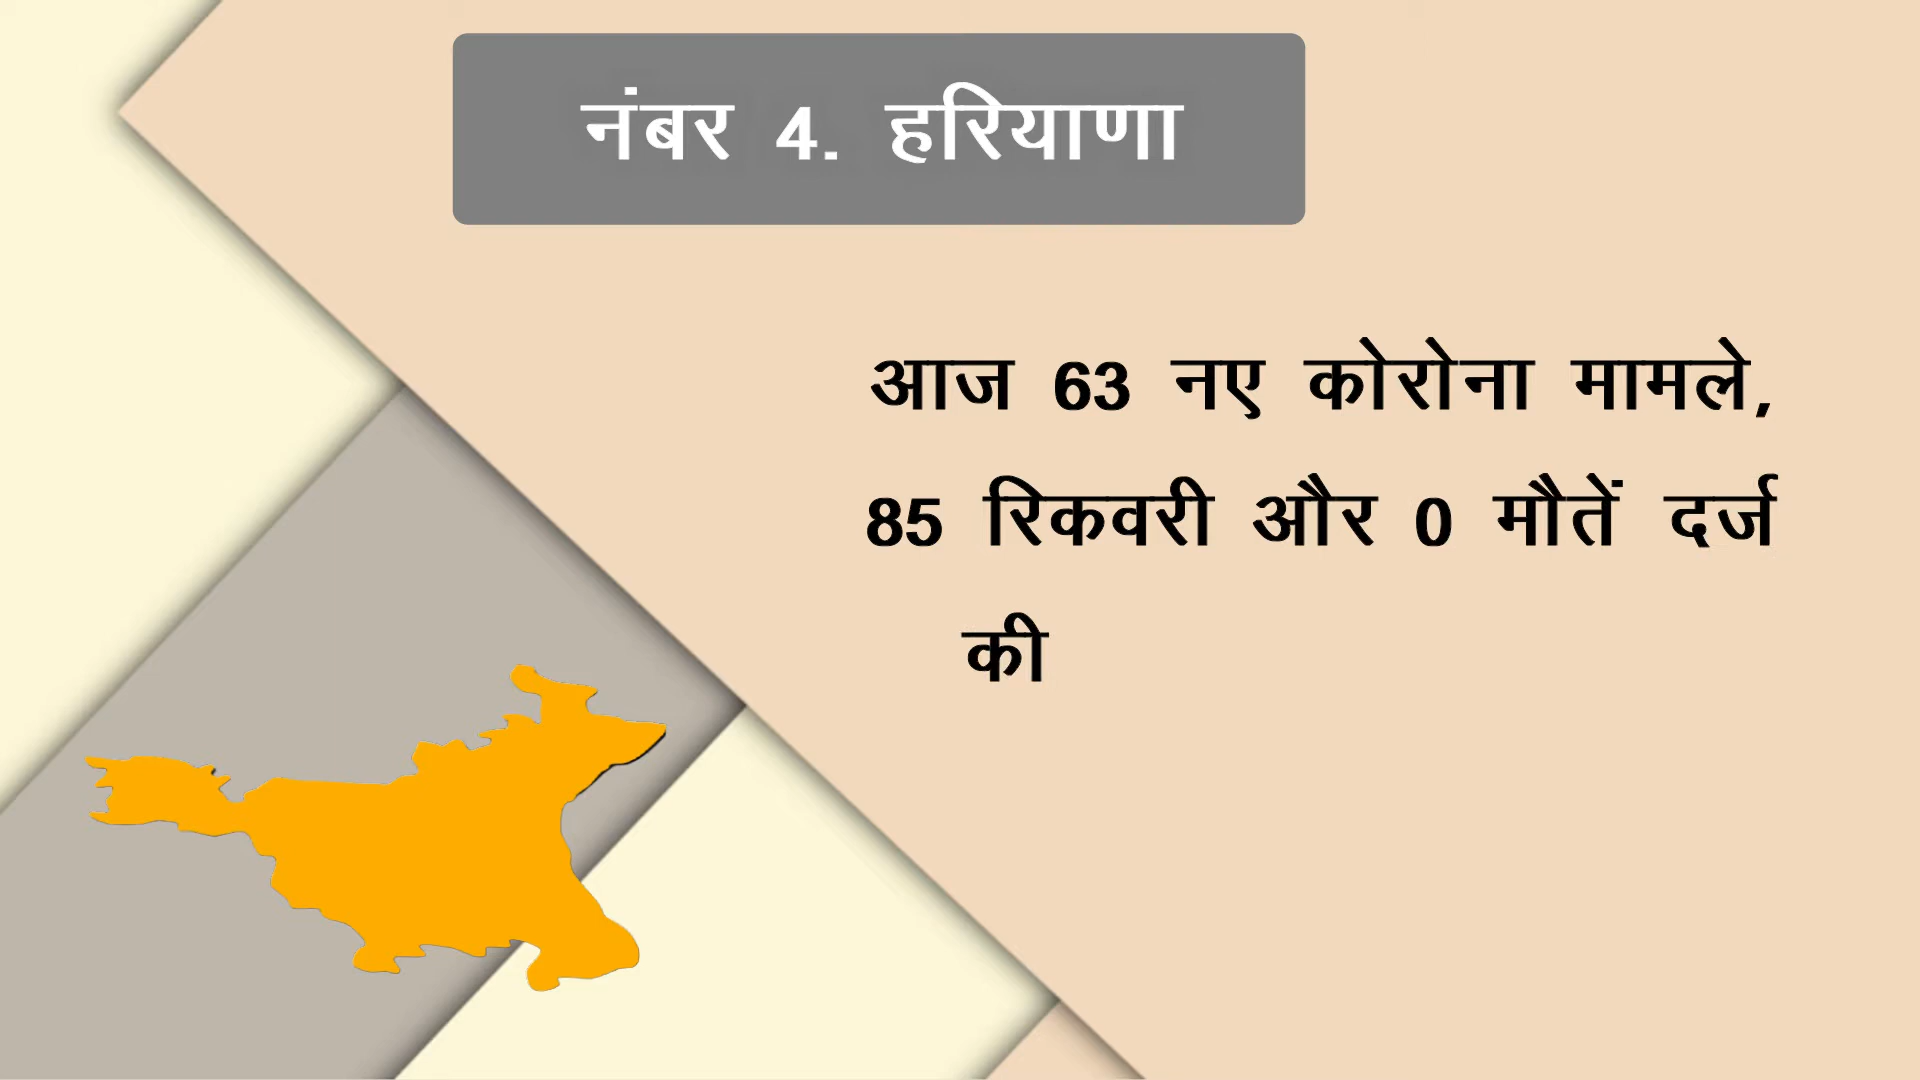 नंबर 4. हरियाणा
आज 63 नए कोरोना मामले,
85 रिकवरी और 0 मौतें दर्ज
की